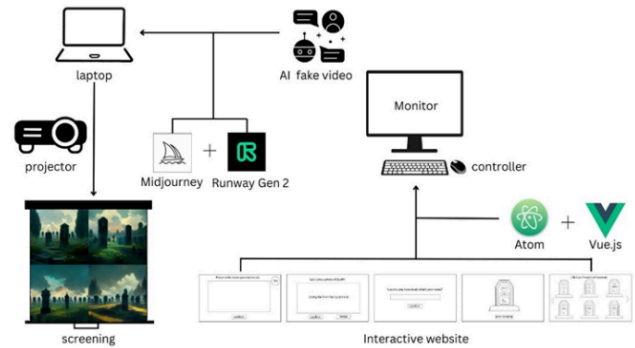 laptop
AI fake video
Monitor
projector
Midjourney + Runway Gen 2
controller
Atom + Vue.js
screening
Interactive website